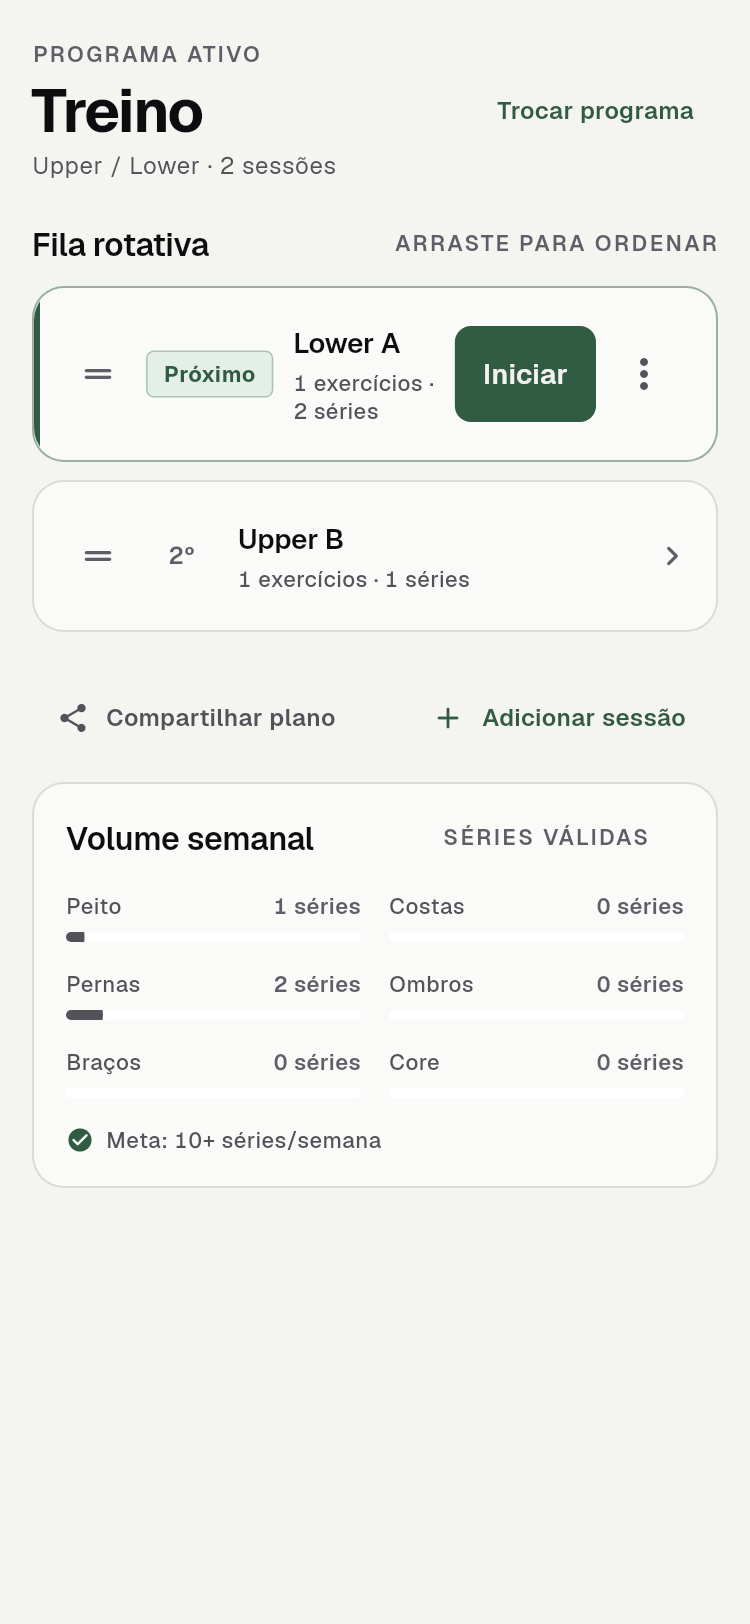 PROGRAMA ATIVO
Treino
Trocar programa
Upper / Lower · 2 sessões
Fila rotativa
ARRASTE PARA ORDENAR
Próximo
Lower A
1 exercícios ·
2 séries
Iniciar
2º
Upper B
1 exercícios · 1 séries
Compartilhar plano
Adicionar sessão
Volume semanal
SÉRIES VÁLIDAS
Peito 1 séries
Costas 0 séries
Pernas 2 séries
Ombros 0 séries
Braços 0 séries
Core 0 séries
Meta: 10+ séries/semana